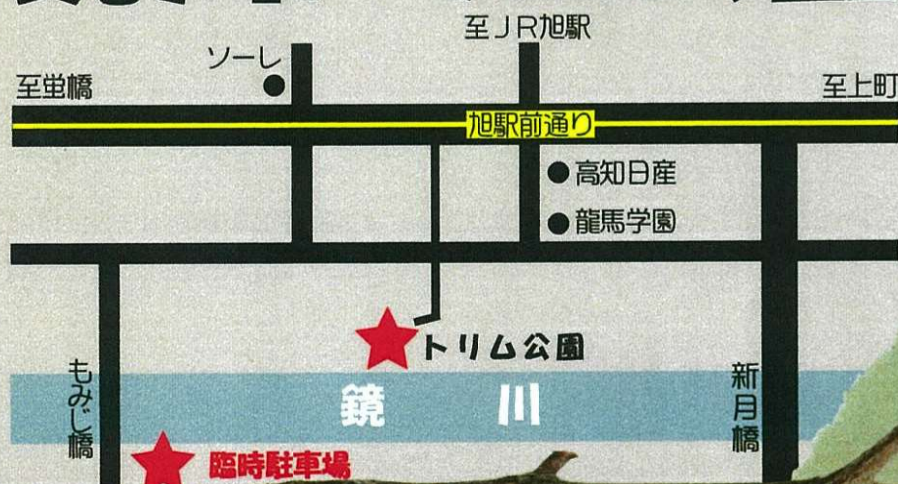 至JR旭駅
ソーレ
至蛍橋
至上町
旭駅前通り
高知日産
龍馬学園
トリム公園
もみじ橋
新月橋
鏡川
臨時駐車場